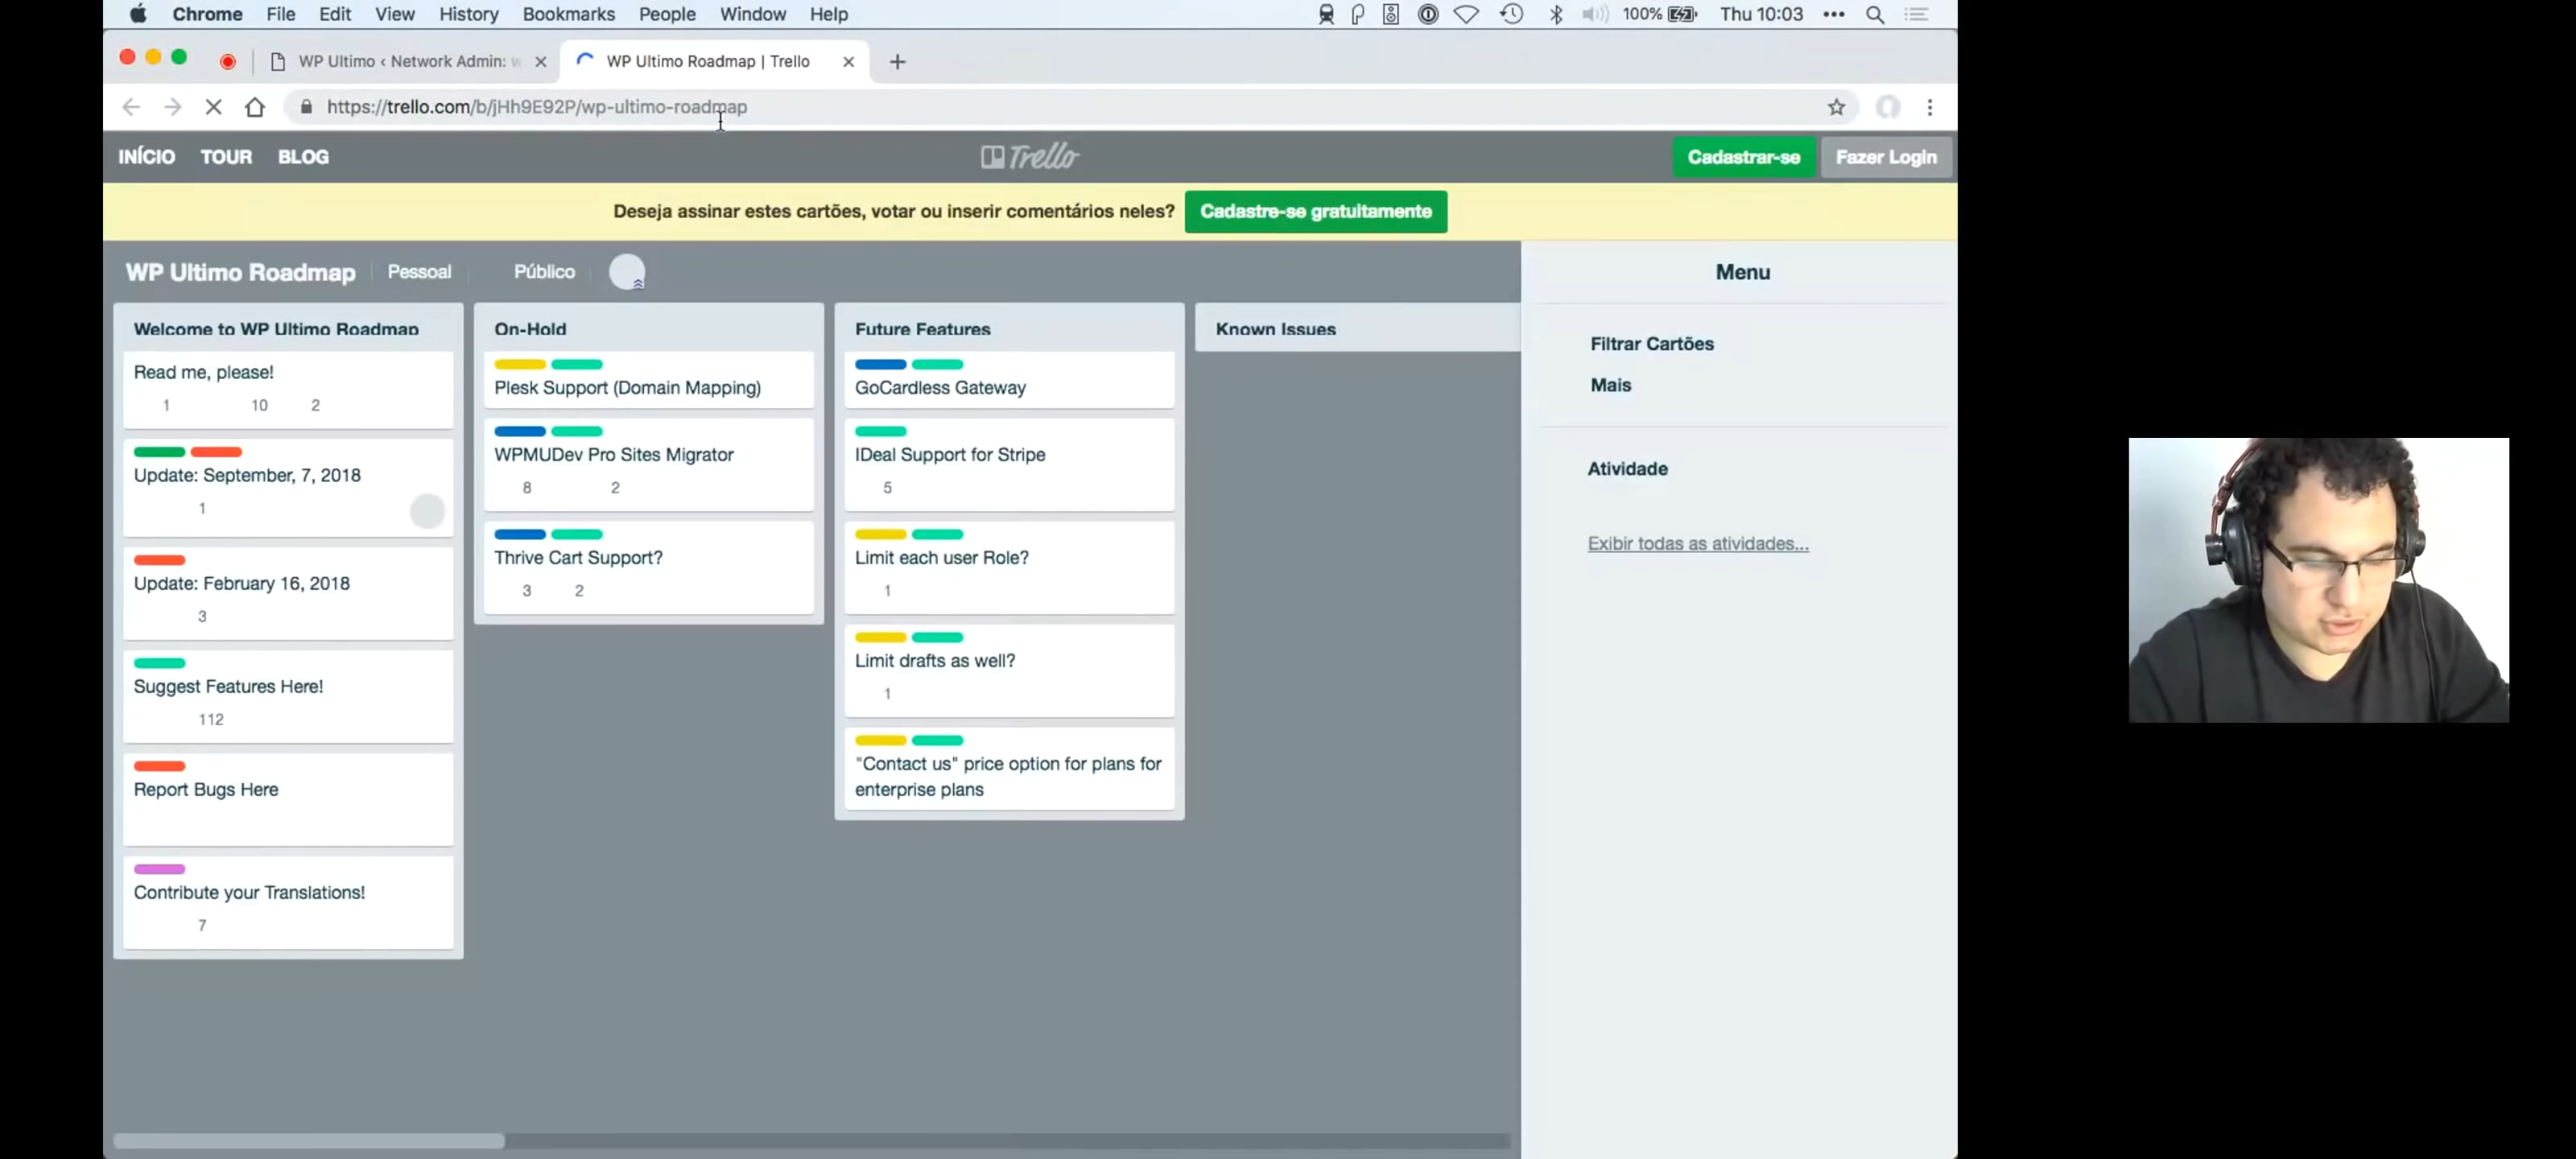 Chrome File Edit View History Bookmarks People Window Help 100% Thu 10:03
WP Ultimo ‹ Network Admin: WP Ultimo Roadmap | Trello
https://trello.com/b/jHh9E92P/wp-ultimo-roadmap
INÍCIO TOUR BLOG Trello Cadastrar-se Fazer Login
Deseja assinar estes cartões, votar ou inserir comentários neles? Cadastre-se gratuitamente
WP Ultimo Roadmap Pessoal Público
Welcome to WP Ultimo Roadmap
Read me, please!
1 10 2
Update: September, 7, 2018
1
Update: February 16, 2018
3
Suggest Features Here!
112
Report Bugs Here
Contribute your Translations!
7
On-Hold
Plesk Support (Domain Mapping)
WPMUDev Pro Sites Migrator
8 2
Thrive Cart Support?
3 2
Future Features
GoCardless Gateway
IDeal Support for Stripe
5
Limit each user Role?
1
Limit drafts as well?
1
"Contact us" price option for plans for
enterprise plans
Known Issues
Menu
Filtrar Cartões
Mais
Atividade
Exibir todas as atividades...